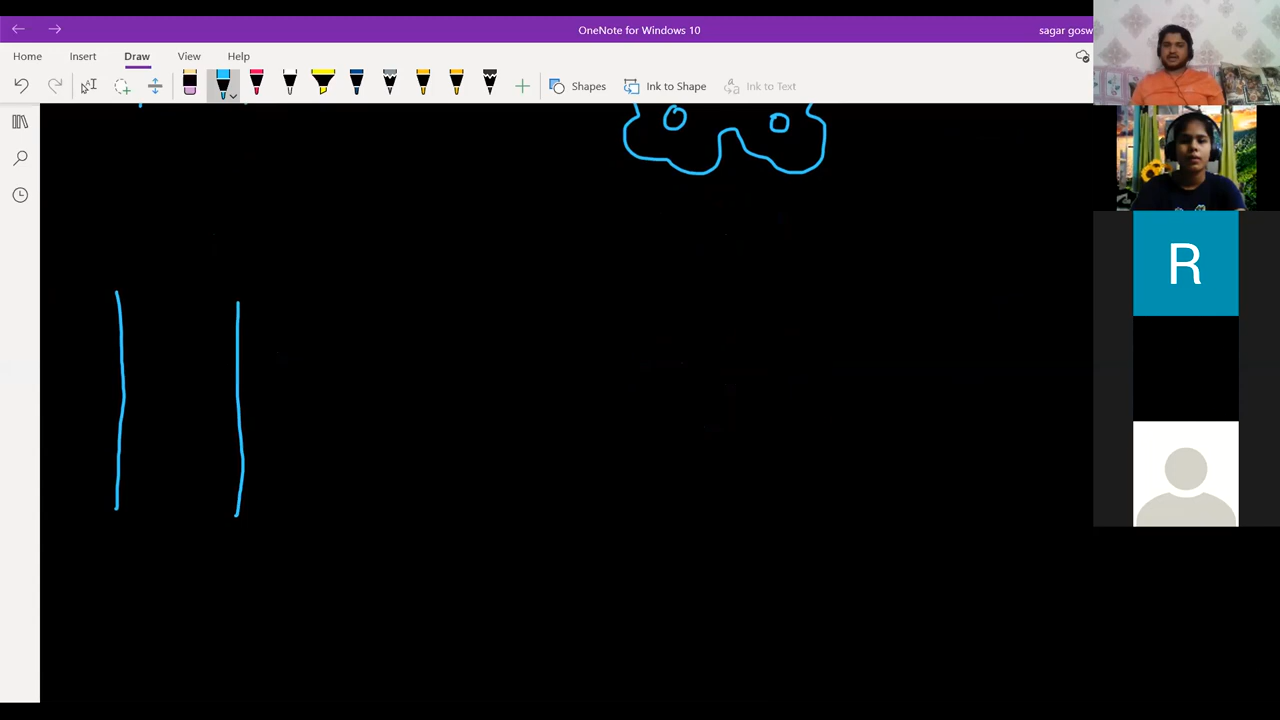 OneNote for Windows 10
sagar gosw
Home Insert Draw View Help
Shapes Ink to Shape Ink to Text
R